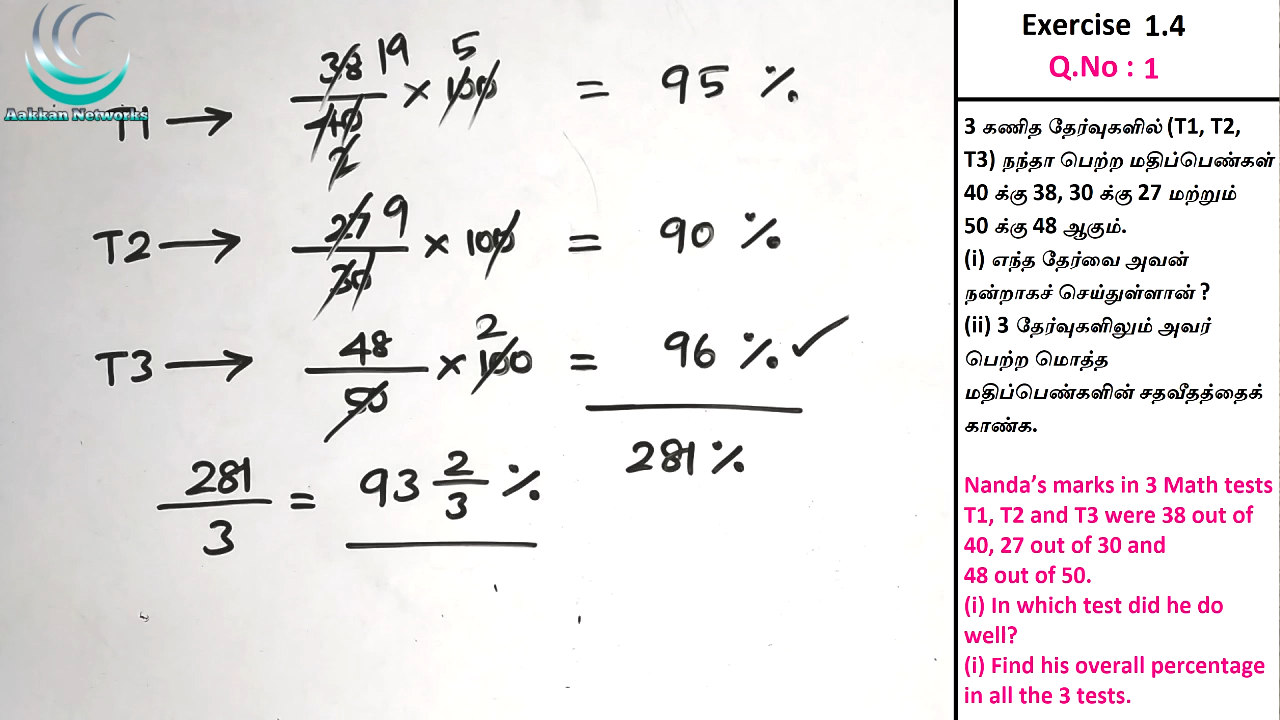 Aakkan Networks
T1 → 38/40 19/2 × 100 5 = 95 %
T2 → 27/30 9 × 100 = 90 %
T3 → 48/50 × 100 2 = 96 % ✓
281 %
281/3 = 93 2/3 %
Exercise 1.4
Q.No : 1
3 கணித தேர்வுகளில் (T1, T2,
T3) நந்தா பெற்ற மதிப்பெண்கள்
40 க்கு 38, 30 க்கு 27 மற்றும்
50 க்கு 48 ஆகும்.
(i) எந்த தேர்வை அவன்
நன்றாகச் செய்துள்ளான் ?
(ii) 3 தேர்வுகளிலும் அவர்
பெற்ற மொத்த
மதிப்பெண்களின் சதவீதத்தைக்
காண்க.
Nanda’s marks in 3 Math tests
T1, T2 and T3 were 38 out of
40, 27 out of 30 and
48 out of 50.
(i) In which test did he do
well?
(i) Find his overall percentage
in all the 3 tests.